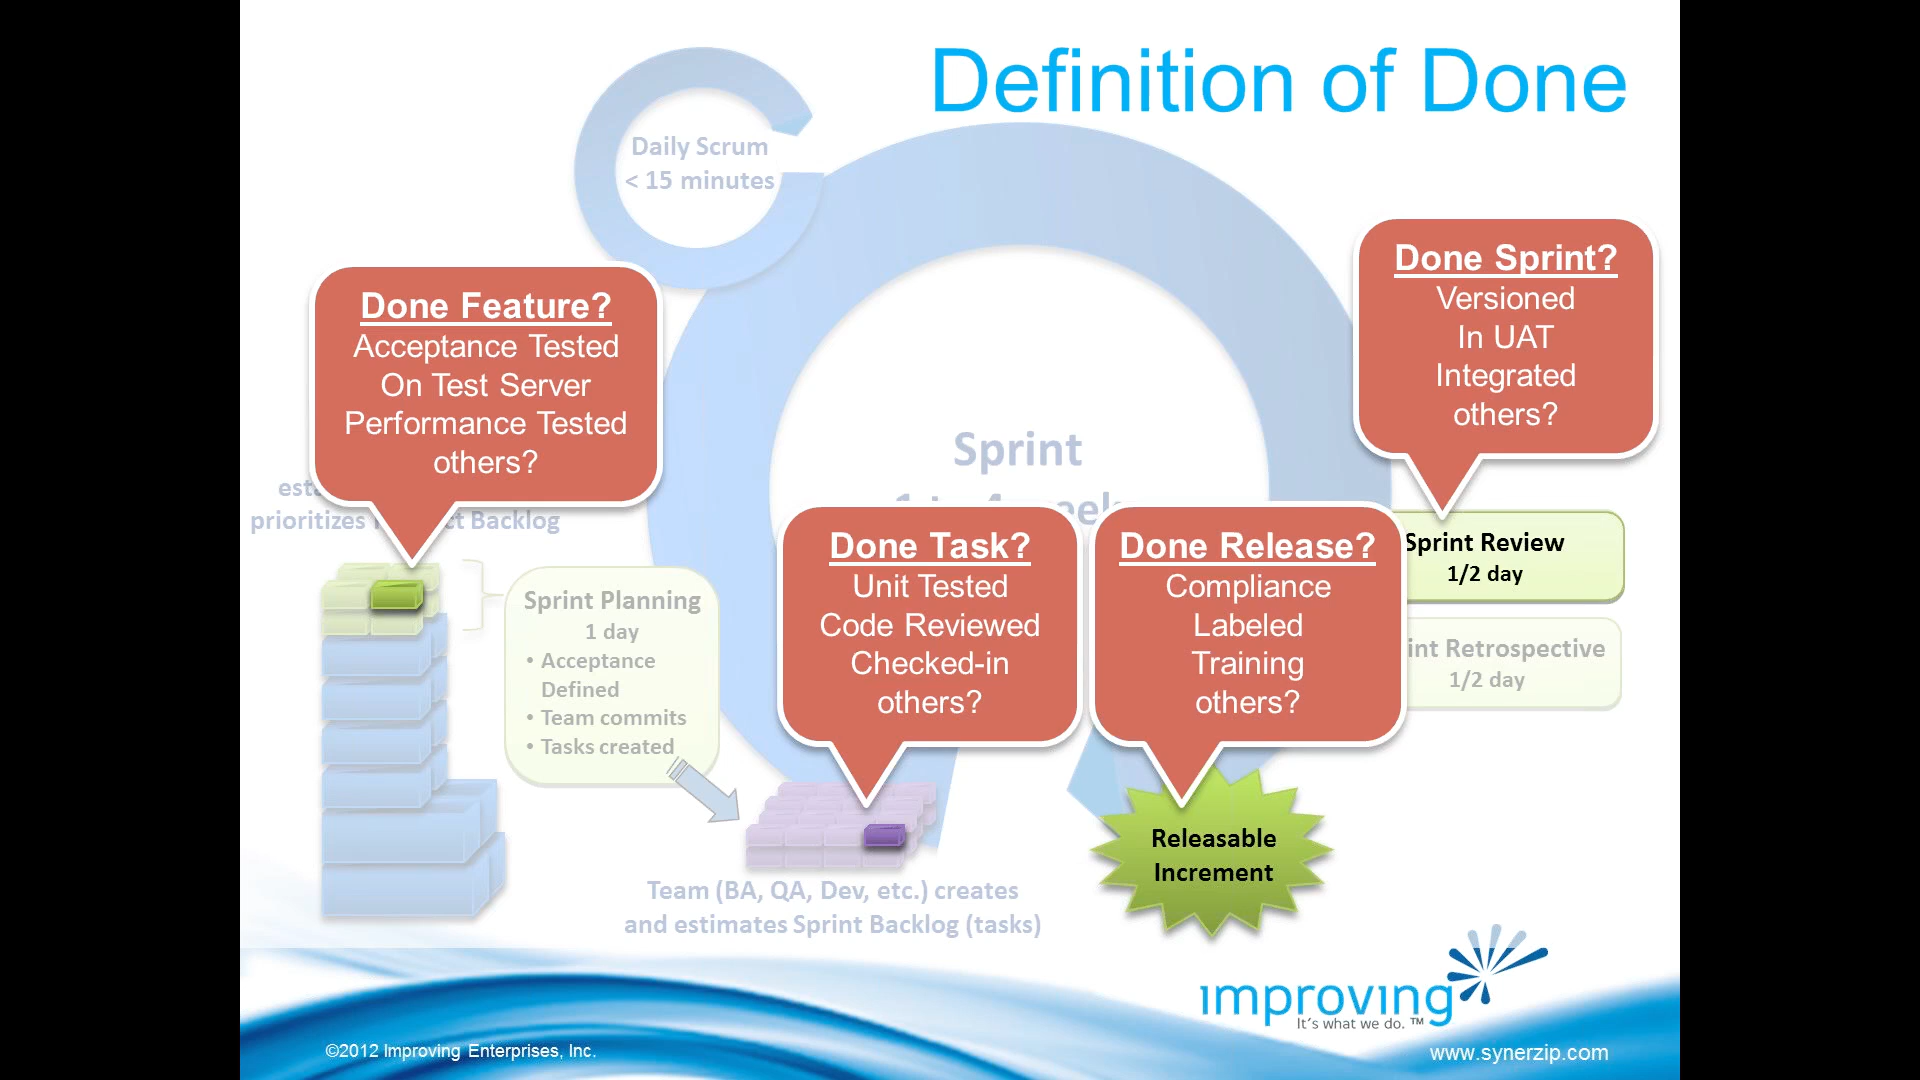 Definition of Done
Daily Scrum
< 15 minutes
Done Sprint?
Versioned
In UAT
Integrated
others?
Done Feature?
Acceptance Tested
On Test Server
Performance Tested
others?
prioritizes
Backlog
Sprint
Done Task?
Unit Tested
Code Reviewed
Checked-in
others?
Done Release?
Compliance
Labeled
Training
others?
Sprint Review
1/2 day
Retrospective
1/2 day
Sprint Planning
1 day
• Acceptance
Defined
• Team commits
• Tasks created
Releasable
Increment
Team (BA, QA, Dev, etc.) creates
and estimates Sprint Backlog (tasks)
improving
It's what we do. ™
©2012 Improving Enterprises, Inc.
www.synerzip.com